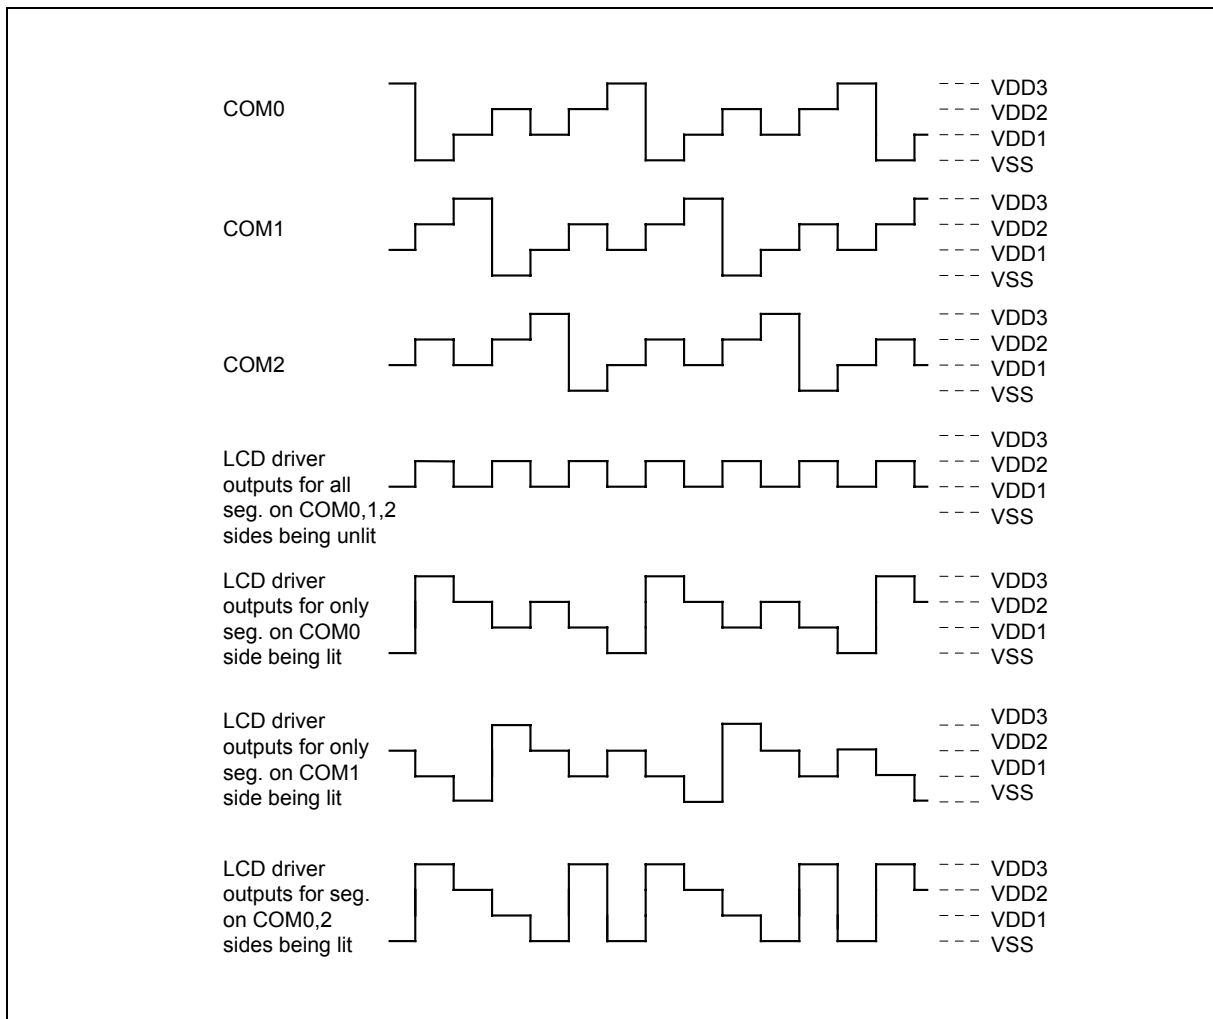 COM0
VDD3
VDD2
VDD1
VSS
COM1
VDD3
VDD2
VDD1
VSS
COM2
VDD3
VDD2
VDD1
VSS
LCD driver
outputs for all
seg. on COM0,1,2
sides being unlit
VDD3
VDD2
VDD1
VSS
LCD driver
outputs for only
seg. on COM0
side being lit
VDD3
VDD2
VDD1
VSS
LCD driver
outputs for only
seg. on COM1
side being lit
VDD3
VDD2
VDD1
VSS
LCD driver
outputs for seg.
on COM0,2
sides being lit
VDD3
VDD2
VDD1
VSS